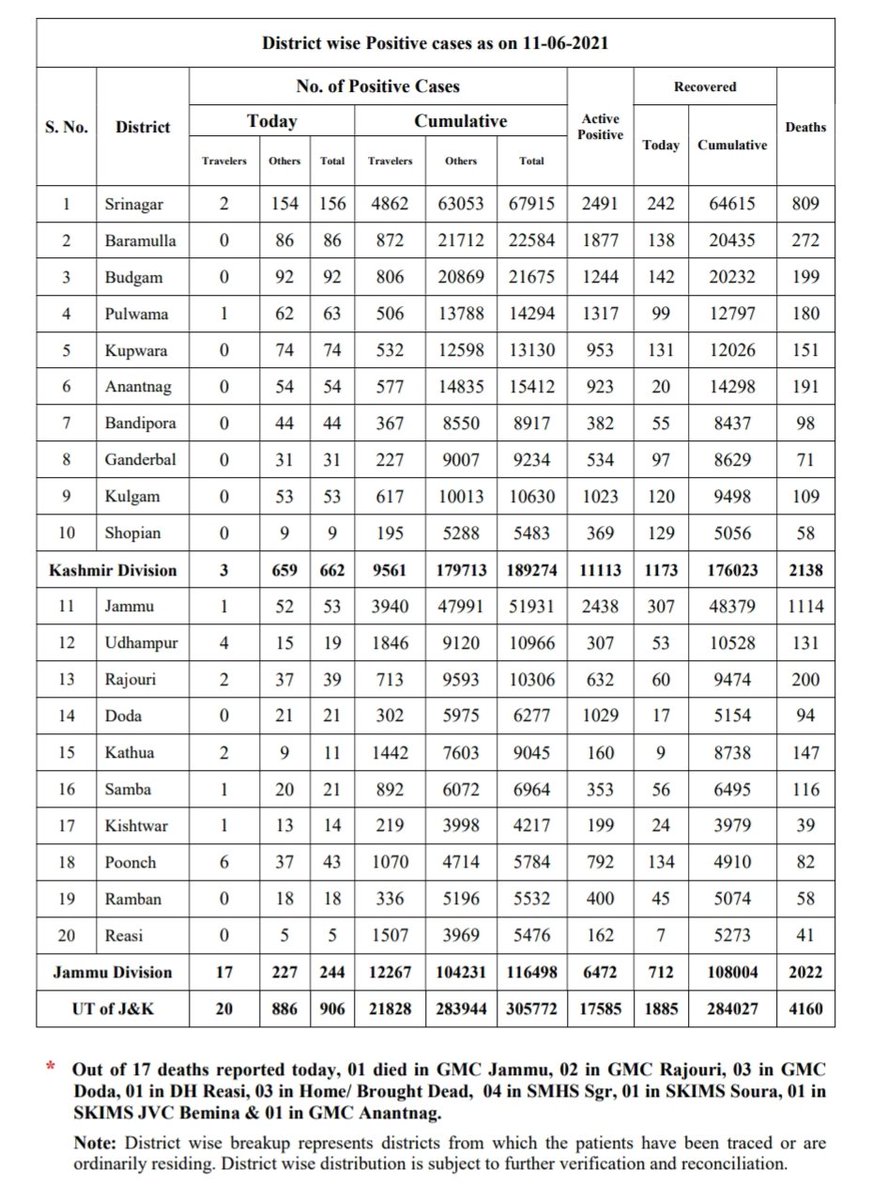 District wise Positive cases as on 11-06-2021
S. No. District No. of Positive Cases Active Positive Recovered Deaths
Today Cumulative Today Cumulative
Travelers Others Total Travelers Others Total
1 Srinagar 2 154 156 4862 63053 67915 2491 242 64615 809
2 Baramulla 0 86 86 872 21712 22584 1877 138 20435 272
3 Budgam 0 92 92 806 20869 21675 1244 142 20232 199
4 Pulwama 1 62 63 506 13788 14294 1317 99 12797 180
5 Kupwara 0 74 74 532 12598 13130 953 131 12026 151
6 Anantnag 0 54 54 577 14835 15412 923 20 14298 191
7 Bandipora 0 44 44 367 8550 8917 382 55 8437 98
8 Ganderbal 0 31 31 227 9007 9234 534 97 8629 71
9 Kulgam 0 53 53 617 10013 10630 1023 120 9498 109
10 Shopian 0 9 9 195 5288 5483 369 129 5056 58
Kashmir Division 3 659 662 9561 179713 189274 11113 1173 176023 2138
11 Jammu 1 52 53 3940 47991 51931 2438 307 48379 1114
12 Udhampur 4 15 19 1846 9120 10966 307 53 10528 131
13 Rajouri 2 37 39 713 9593 10306 632 60 9474 200
14 Doda 0 21 21 302 5975 6277 1029 17 5154 94
15 Kathua 2 9 11 1442 7603 9045 160 9 8738 147
16 Samba 1 20 21 892 6072 6964 353 56 6495 116
17 Kishtwar 1 13 14 219 3998 4217 199 24 3979 39
18 Poonch 6 37 43 1070 4714 5784 792 134 4910 82
19 Ramban 0 18 18 336 5196 5532 400 45 5074 58
20 Reasi 0 5 5 1507 3969 5476 162 7 5273 41
Jammu Division 17 227 244 12267 104231 116498 6472 712 108004 2022
UT of J&K 20 886 906 21828 283944 305772 17585 1885 284027 4160
* Out of 17 deaths reported today, 01 died in GMC Jammu, 02 in GMC Rajouri, 03 in GMC
Doda, 01 in DH Reasi, 03 in Home/ Brought Dead, 04 in SMHS Sgr, 01 in SKIMS Soura, 01 in
SKIMS JVC Bemina & 01 in GMC Anantnag.
Note: District wise breakup represents districts from which the patients have been traced or are
ordinarily residing. District wise distribution is subject to further verification and reconciliation.